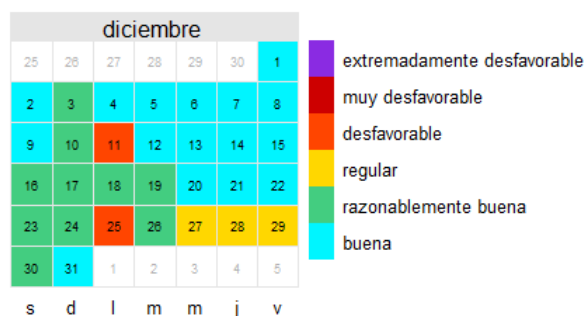 diciembre
25 26 27 28 29 30 1
2 3 4 5 6 7 8
9 10 11 12 13 14 15
16 17 18 19 20 21 22
23 24 25 26 27 28 29
30 31 1 2 3 4 5
s d l m m j v
extremadamente desfavorable
muy desfavorable
desfavorable
regular
razonablemente buena
buena